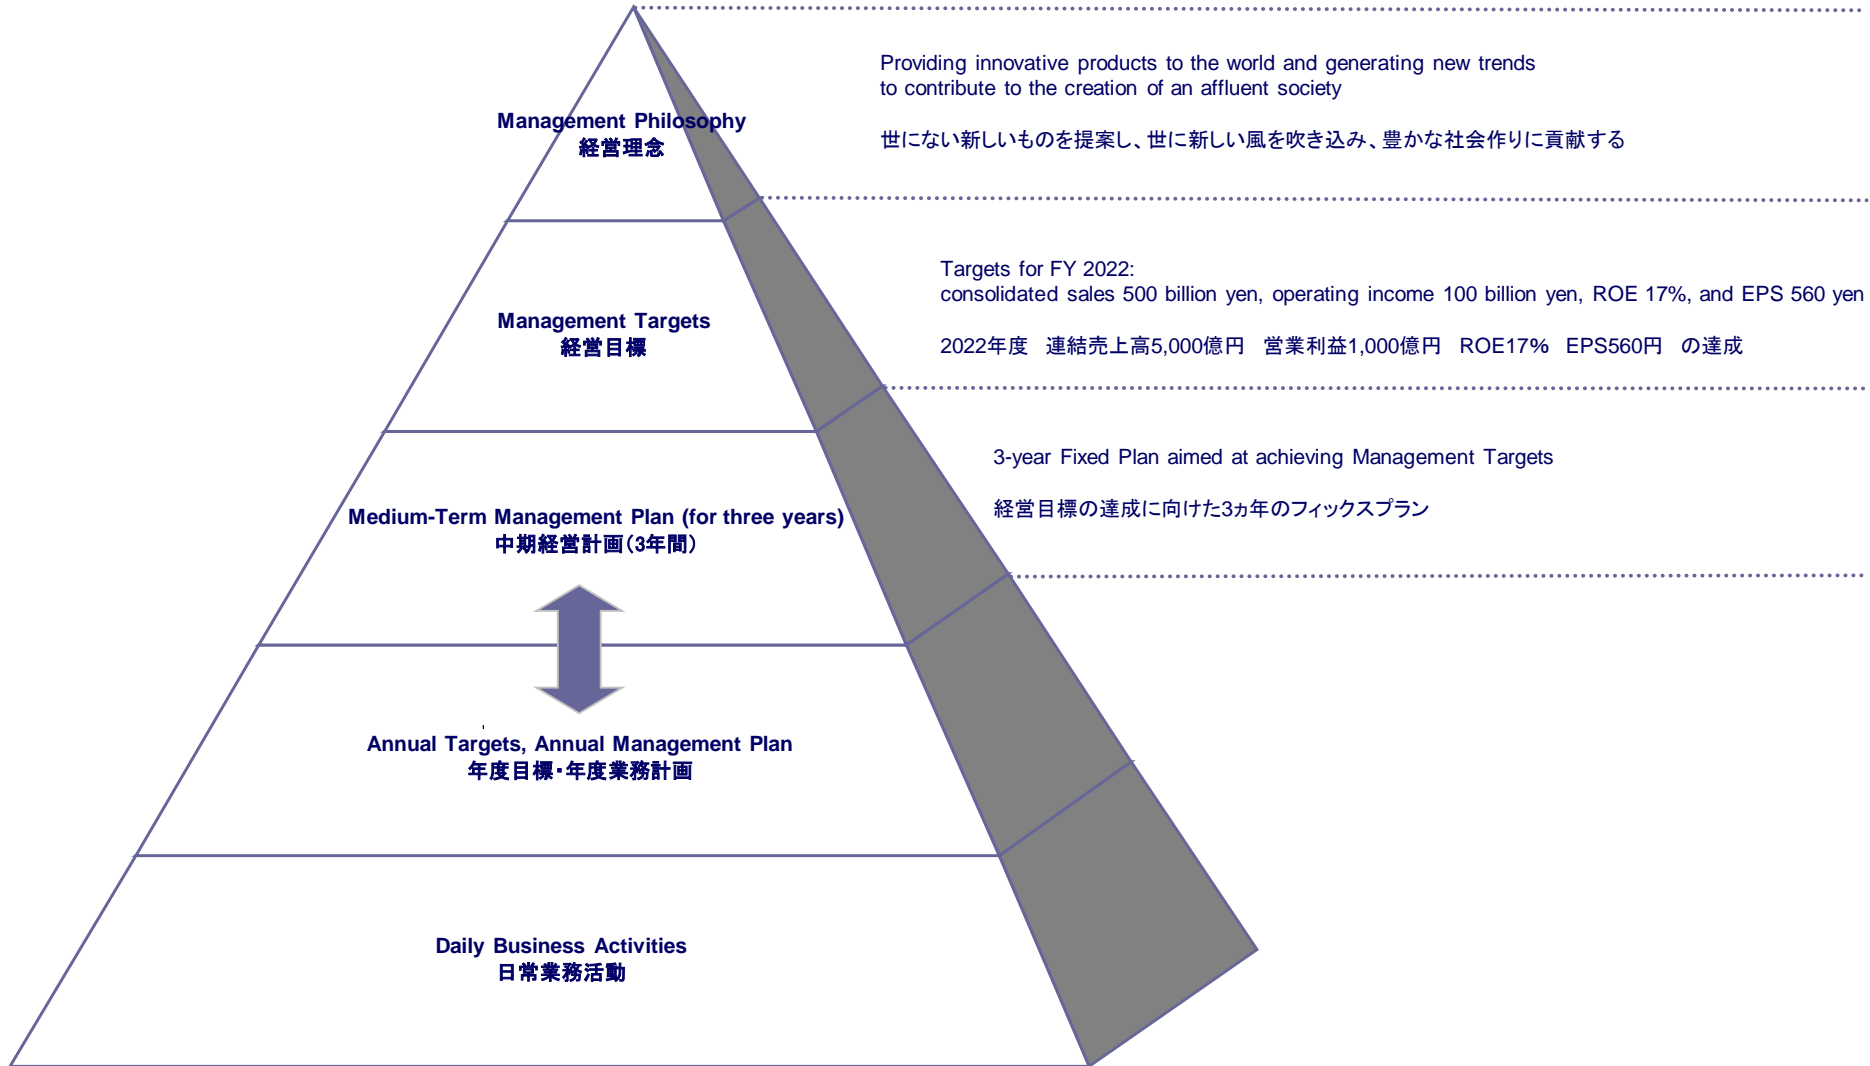 Providing innovative products to the world and generating new trends
to contribute to the creation of an affluent society
世にない新しいものを提案し、世に新しい風を吹き込み、豊かな社会作りに貢献する
Management Philosophy
経営理念
Targets for FY 2022:
consolidated sales 500 billion yen, operating income 100 billion yen, ROE 17%, and EPS 560 yen
2022年度　連結売上高5,000億円　営業利益1,000億円　ROE17%　EPS560円　の達成
Management Targets
経営目標
3-year Fixed Plan aimed at achieving Management Targets
経営目標の達成に向けた3ヵ年のフィックスプラン
Medium-Term Management Plan (for three years)
中期経営計画(3年間)
Annual Targets, Annual Management Plan
年度目標・年度業務計画
Daily Business Activities
日常業務活動